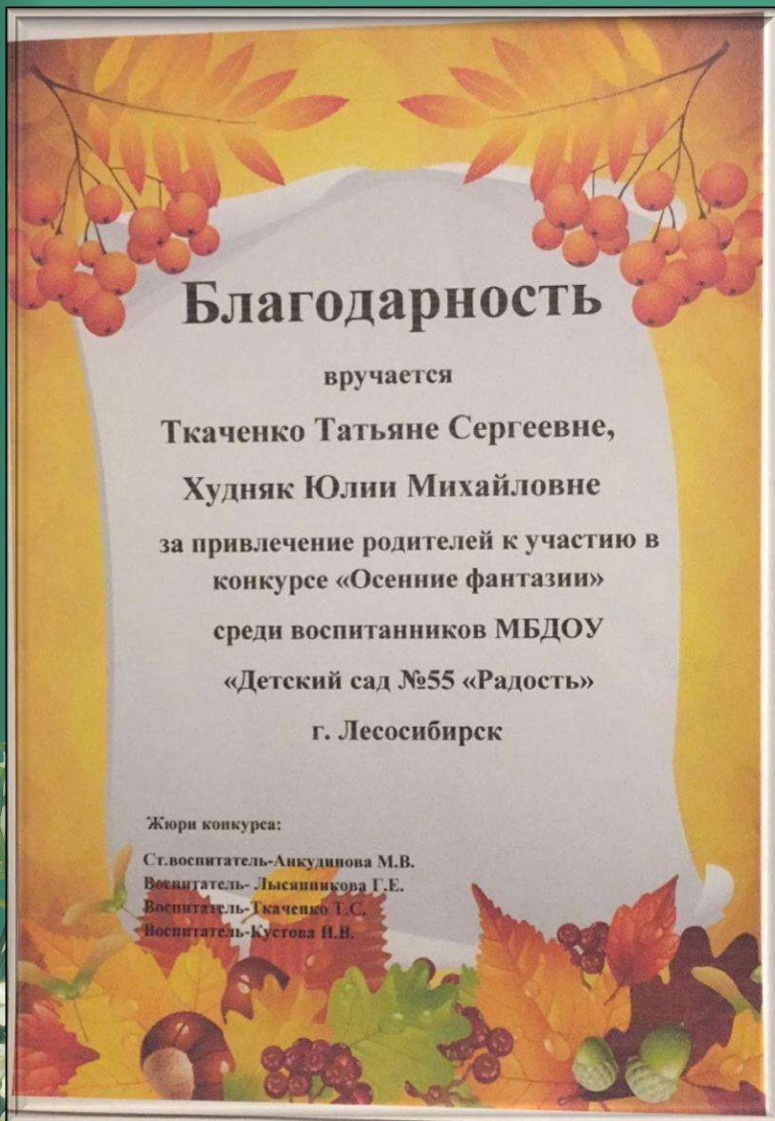 Благодарность
вручается
Ткаченко Татьяне Сергеевне,
Худняк Юлии Михайловне
за привлечение родителей к участию в
конкурсе «Осенние фантазии»
среди воспитанников МБДОУ
«Детский сад №55 «Радость»
г. Лесосибирск
Жюри конкурса:
Ст.воспитатель-Анкудинова М.В.
Воспитатель- Лысянникова Г.Е.
Воспитатель-Ткаченко Т.С.
Воспитатель-Кустова И.В.